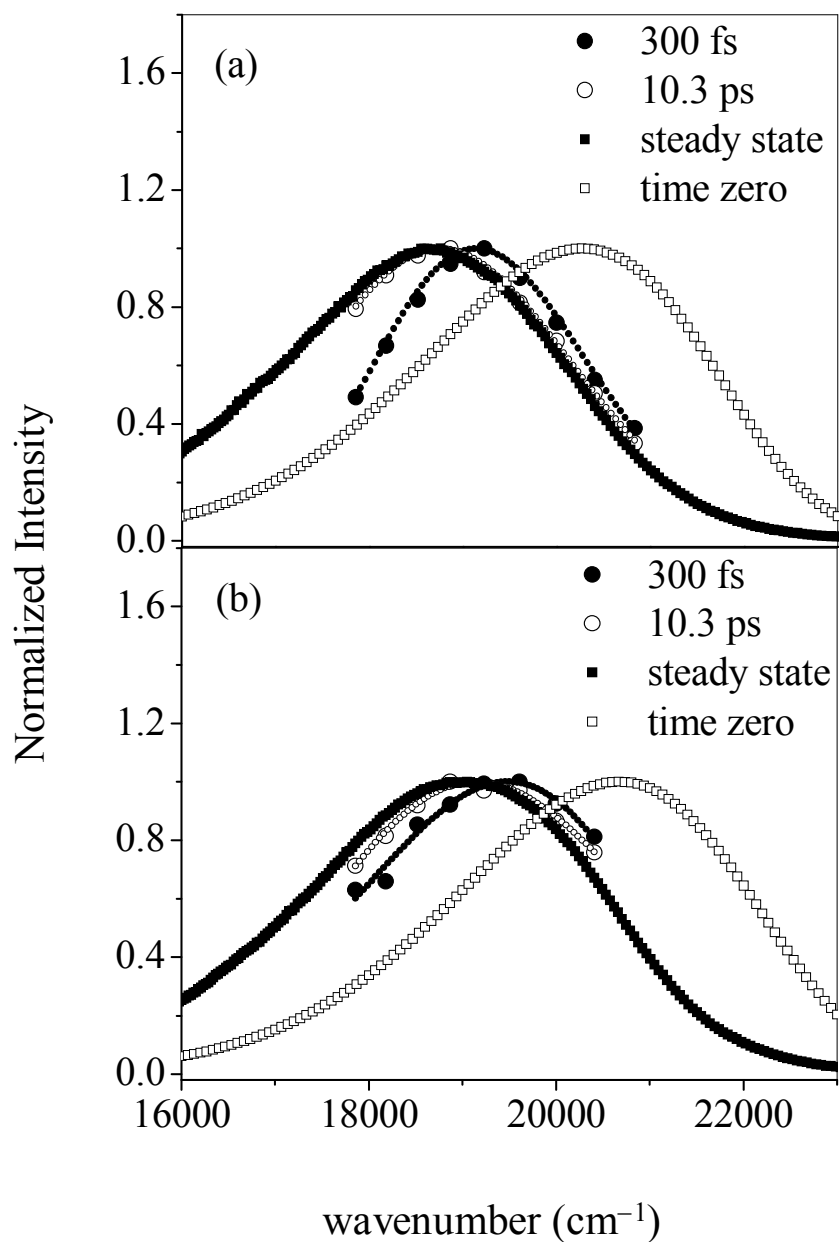 (a)
300 fs
10.3 ps
steady state
time zero
1.6
1.2
0.8
0.4
0.0
(b)
300 fs
10.3 ps
steady state
time zero
1.6
1.2
0.8
0.4
0.0
Normalized Intensity
16000 18000 20000 22000
wavenumber (cm⁻¹)